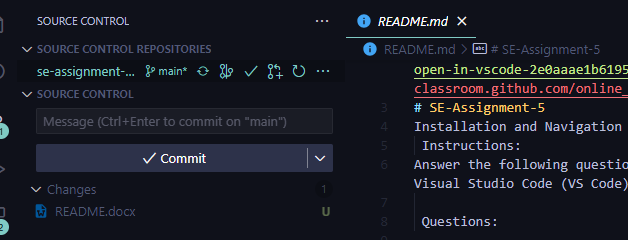 SOURCE CONTROL
SOURCE CONTROL REPOSITORIES
se-assignment-... main*
SOURCE CONTROL
Message (Ctrl+Enter to commit on "main")
Commit
Changes 1
README.docx U
1
2
README.md
README.md > # SE-Assignment-5
open-in-vscode-2e0aaae1b6195
classroom.github.com/online_
3 # SE-Assignment-5
4 Installation and Navigation
5 Instructions:
6 Answer the following questio
Visual Studio Code (VS Code)
7
8 Questions: